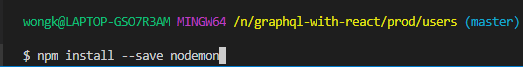 wongk@LAPTOP-GSO7R3AM MINGW64 /n/graphql-with-react/prod/users (master)
$ npm install --save nodemon